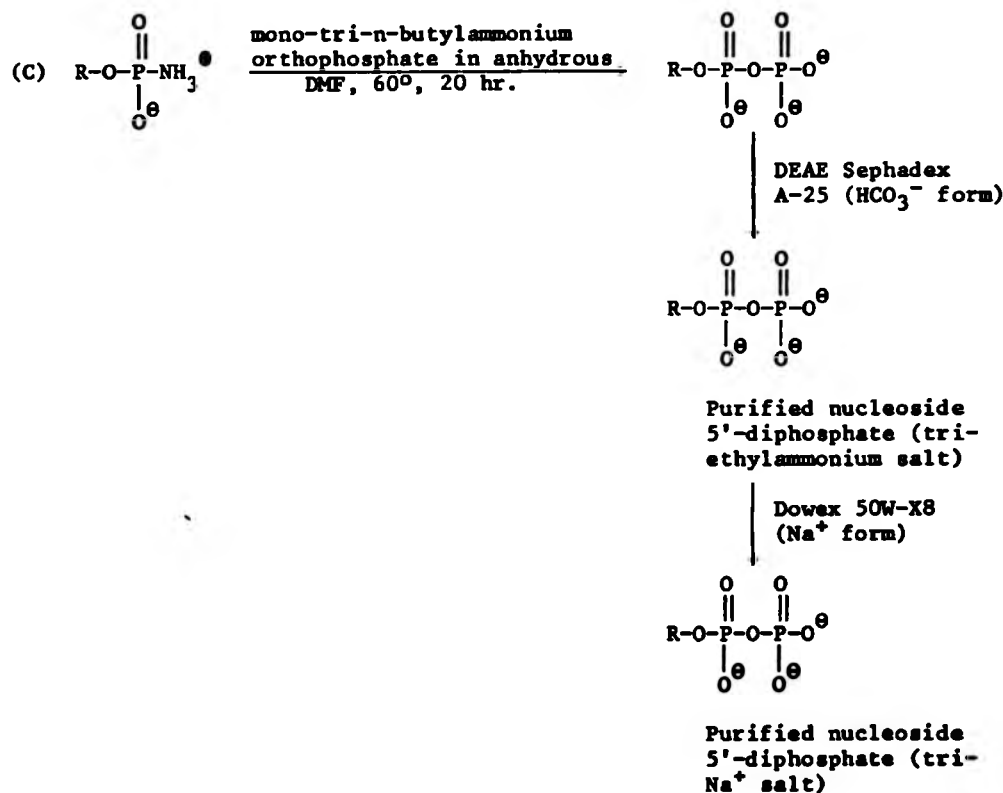 (C)
O
R-O-P-NH3⊕
O⊖
mono-tri-n-butylammonium
orthophosphate in anhydrous
DMF, 60°, 20 hr.
O O
R-O-P-O-P-O⊖
O⊖ O⊖
DEAE Sephadex
A-25 (HCO3⁻ form)
O O
R-O-P-O-P-O⊖
O⊖ O⊖
Purified nucleoside
5'-diphosphate (tri-
ethylammonium salt)
Dowex 50W-X8
(Na⁺ form)
O O
R-O-P-O-P-O⊖
O⊖ O⊖
Purified nucleoside
5'-diphosphate (tri-
Na⁺ salt)